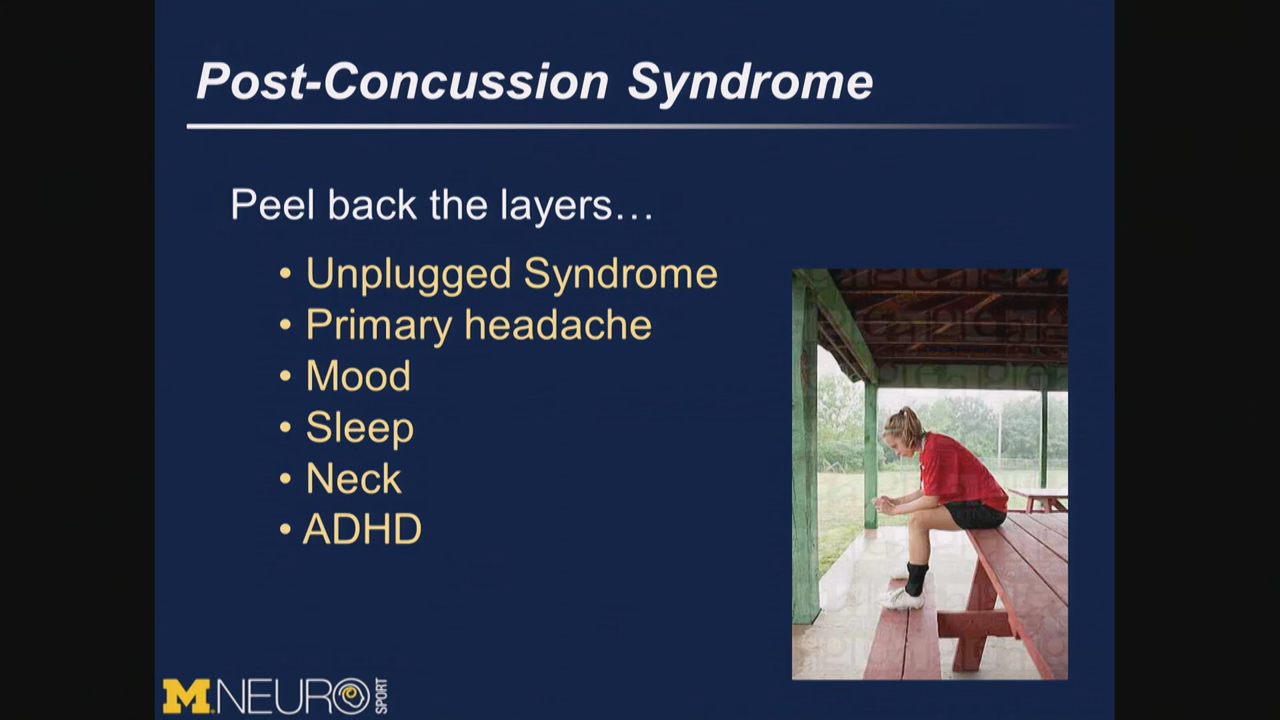 Post-Concussion Syndrome
Peel back the layers…
• Unplugged Syndrome
• Primary headache
• Mood
• Sleep
• Neck
• ADHD
M NEURO SPORT